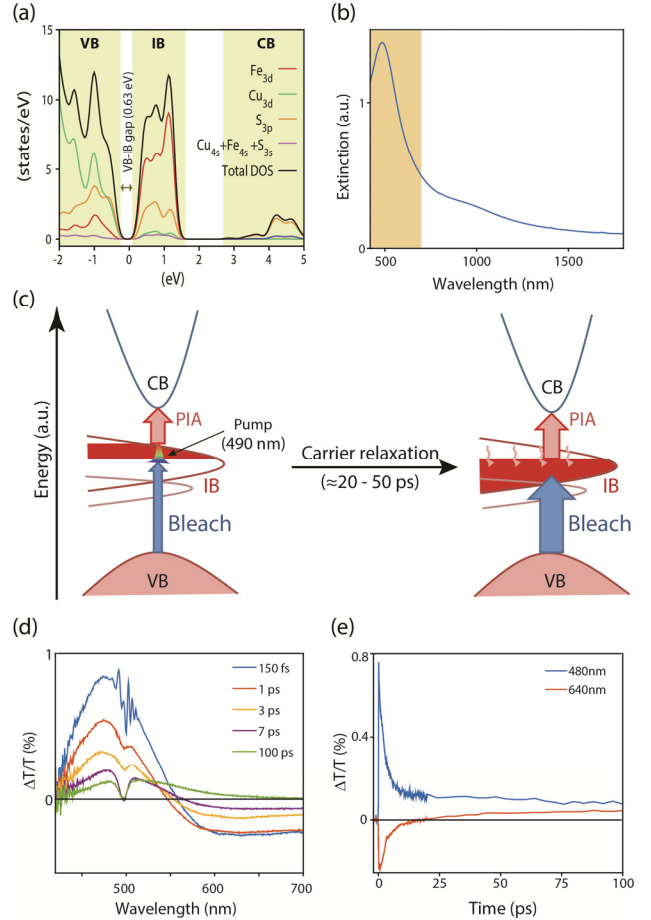 (a)
15
10
5
0
(states/eV)
VB
IB
CB
VB-IB gap (0.63 eV)
Fe3d
Cu3d
S3p
Cu4s+Fe4s+S3s
Total DOS
-2
-1
0
1
2
3
4
5
(eV)
(b)
1
0
Extinction (a.u.)
500
1000
1500
Wavelength (nm)
(c)
Energy (a.u.)
CB
PIA
Pump
(490 nm)
IB
Bleach
VB
Carrier relaxation
(≈20 - 50 ps)
CB
PIA
IB
Bleach
VB
(d)
1
0
ΔT/T (%)
150 fs
1 ps
3 ps
7 ps
100 ps
500
600
700
Wavelength (nm)
(e)
0.8
0.4
0
ΔT/T (%)
480nm
640nm
0
25
50
75
100
Time (ps)